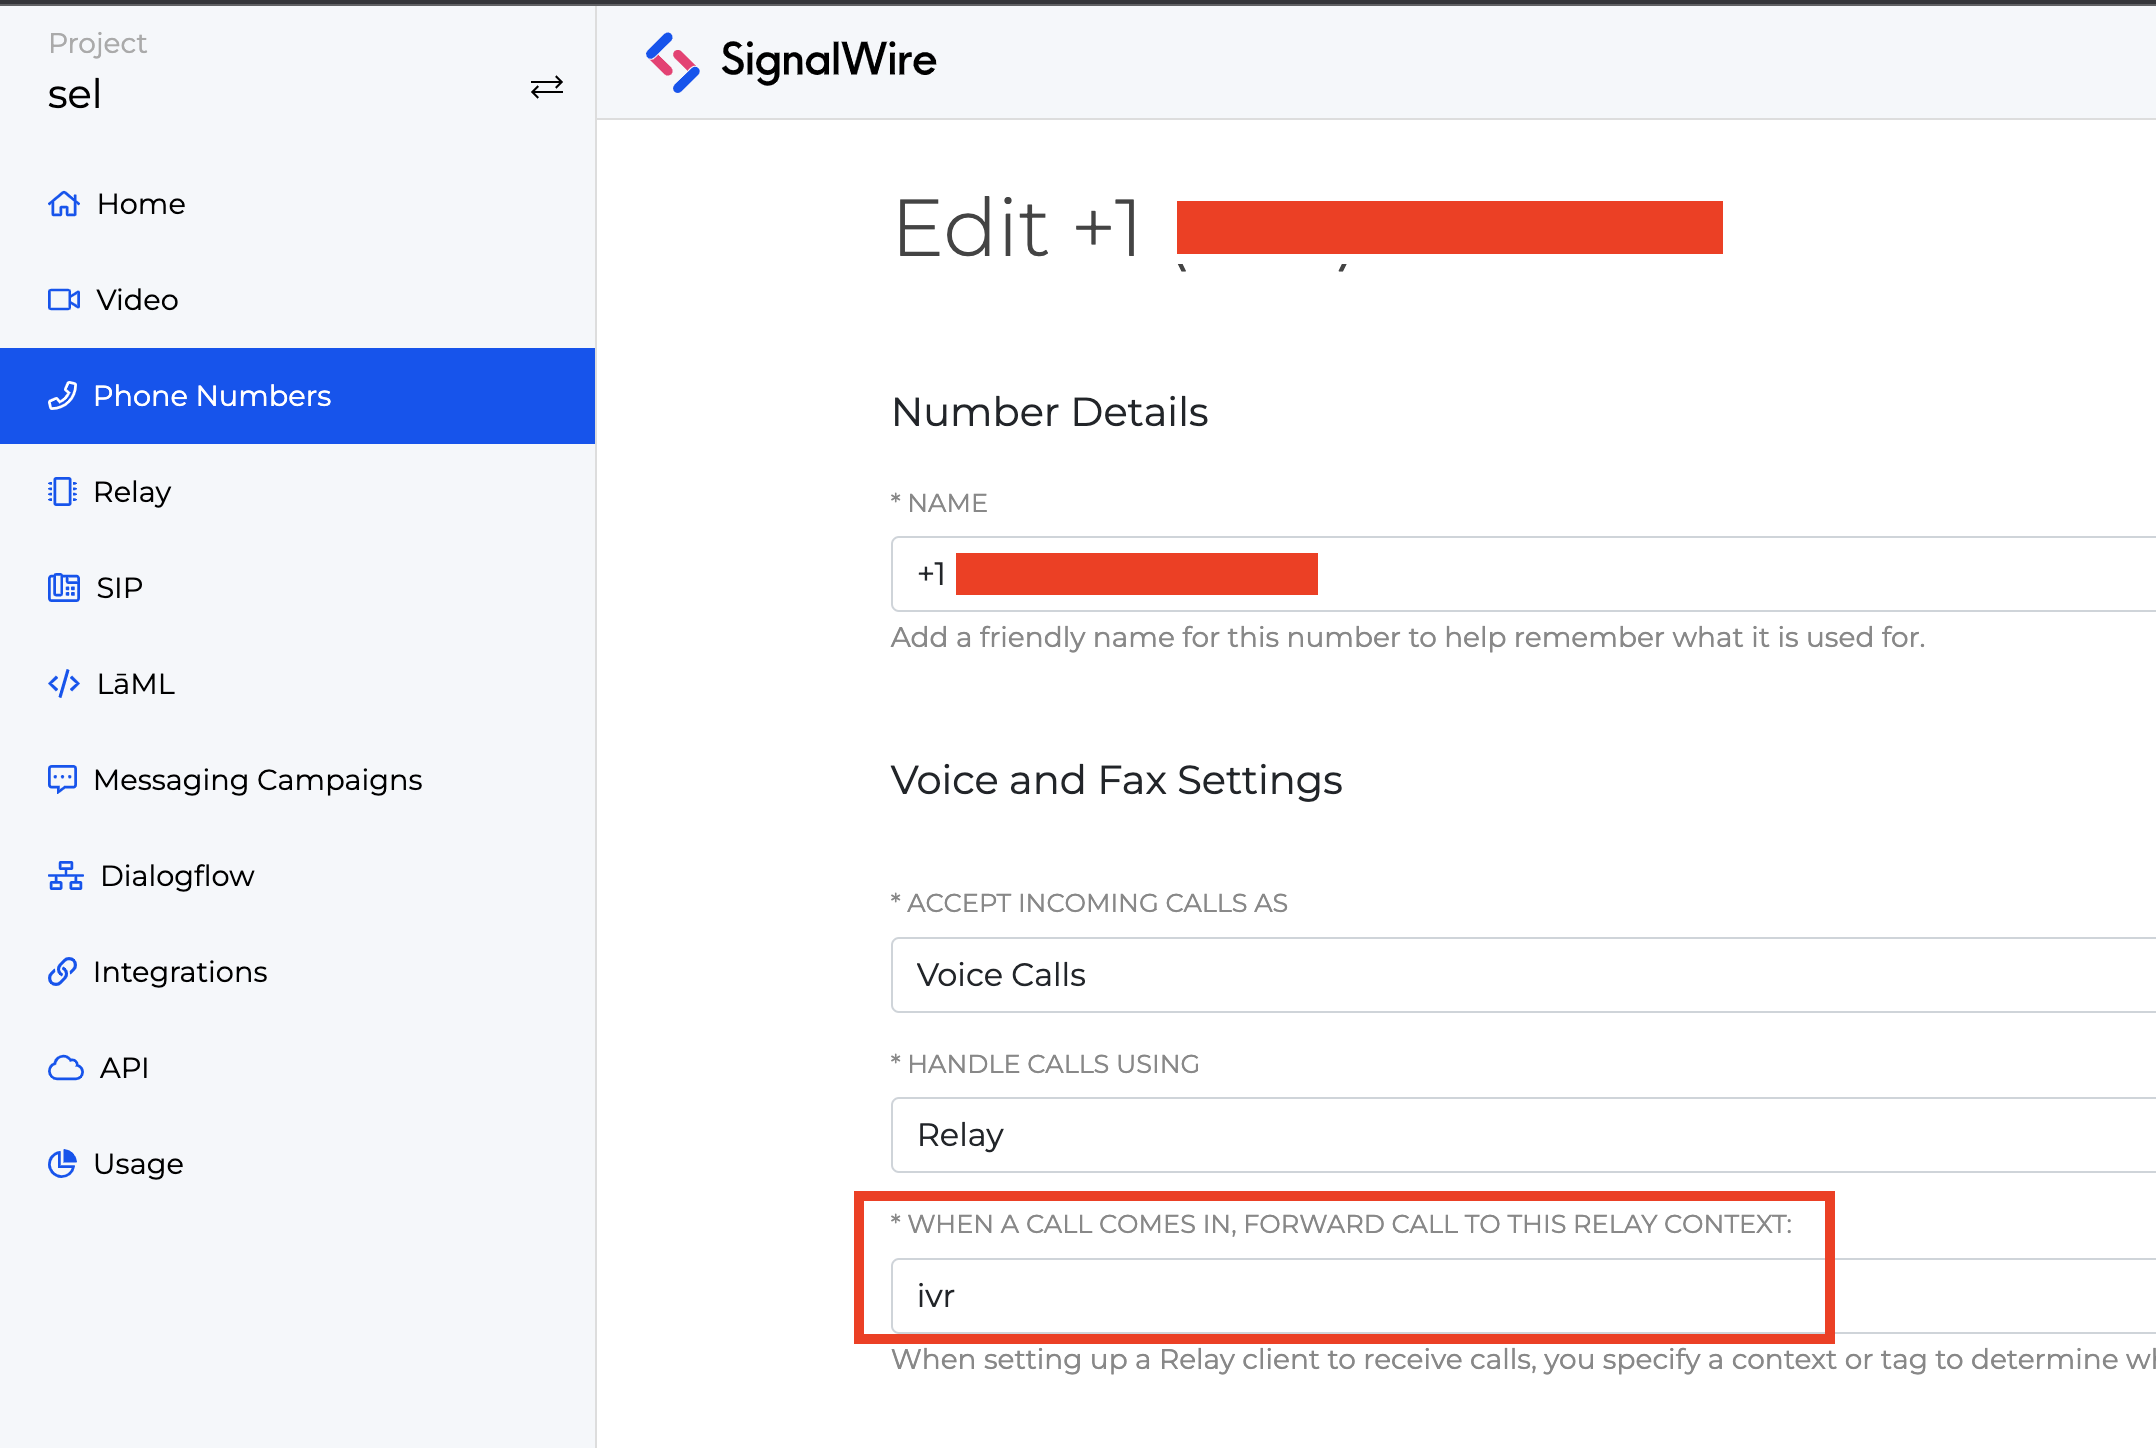 Project
sel
Home
Video
Phone Numbers
Relay
SIP
LāML
Messaging Campaigns
Dialogflow
Integrations
API
Usage
SignalWire
Edit +1
Number Details
* NAME
+1
Add a friendly name for this number to help remember what it is used for.
Voice and Fax Settings
* ACCEPT INCOMING CALLS AS
Voice Calls
* HANDLE CALLS USING
Relay
* WHEN A CALL COMES IN, FORWARD CALL TO THIS RELAY CONTEXT:
ivr
When setting up a Relay client to receive calls, you specify a context or tag to determine